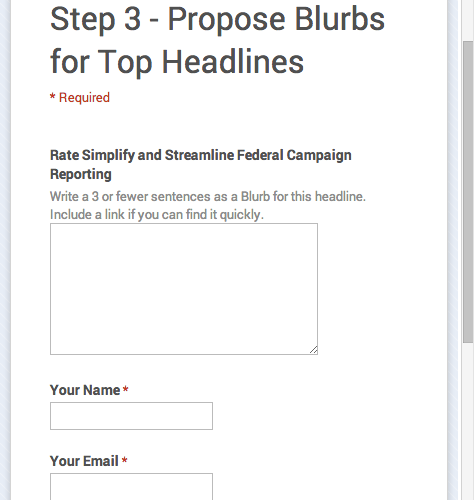 Step 3 - Propose Blurbs
for Top Headlines
* Required
Rate Simplify and Streamline Federal Campaign
Reporting
Write a 3 or fewer sentences as a Blurb for this headline.
Include a link if you can find it quickly.
Your Name *
Your Email *